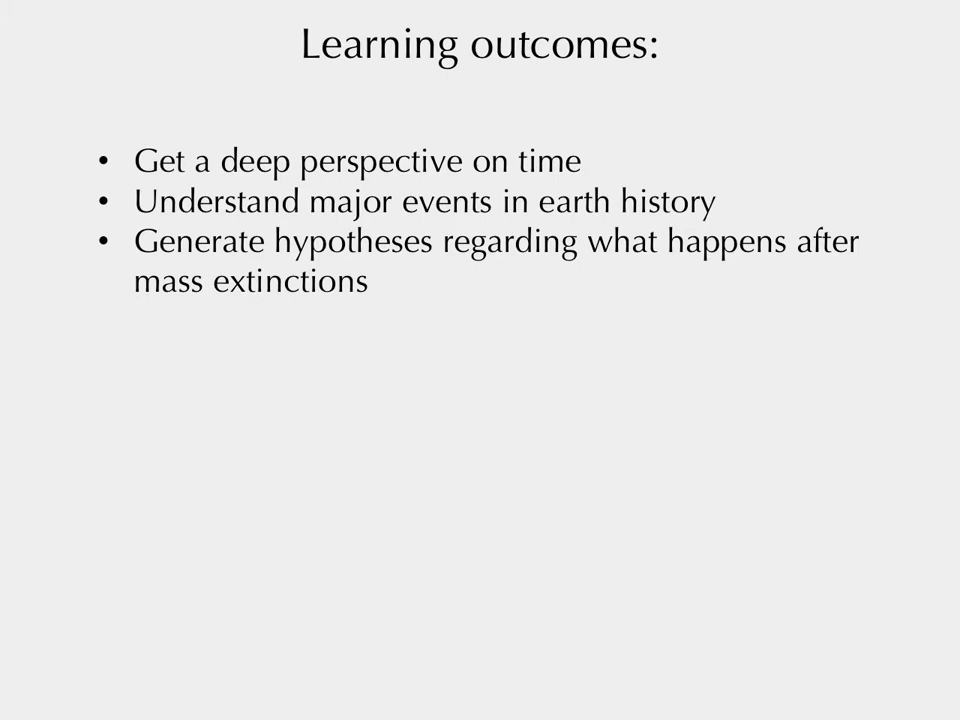 Learning outcomes:
• Get a deep perspective on time
• Understand major events in earth history
• Generate hypotheses regarding what happens after
mass extinctions